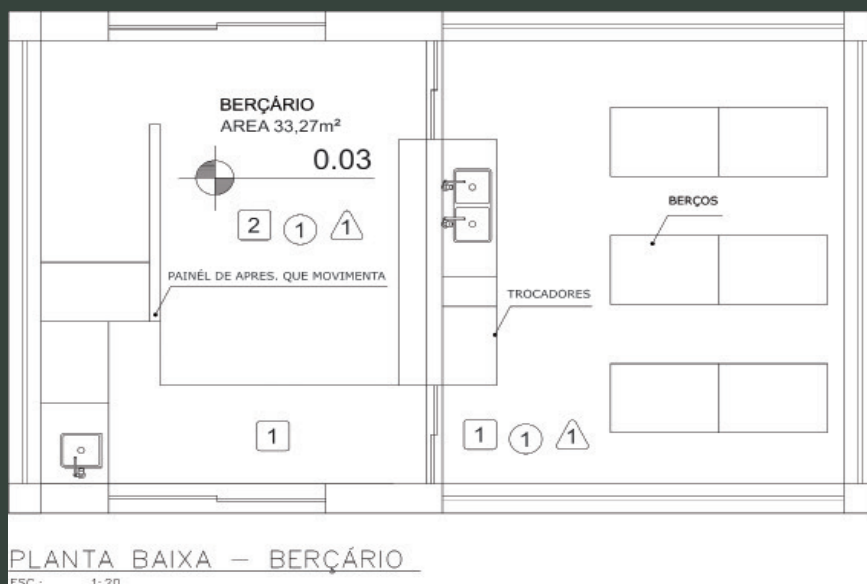 BERÇÁRIO
AREA 33,27m²
0.03
2 1 1
BERÇOS
PAINÉL DE APRES. QUE MOVIMENTA
TROCADORES
1
1 1 1
PLANTA BAIXA — BERÇÁRIO
ESC.: 1:20